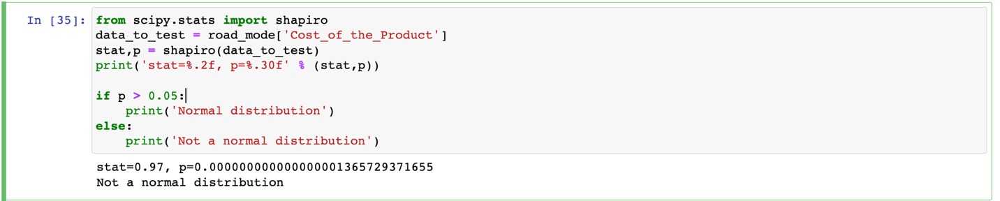 In [35]: from scipy.stats import shapiro
data_to_test = road_mode['Cost_of_the_Product']
stat,p = shapiro(data_to_test)
print('stat=%.2f, p=%.30f' % (stat,p))
if p > 0.05:
    print('Normal distribution')
else:
    print('Not a normal distribution')
stat=0.97, p=0.000000000000000001365729371655
Not a normal distribution